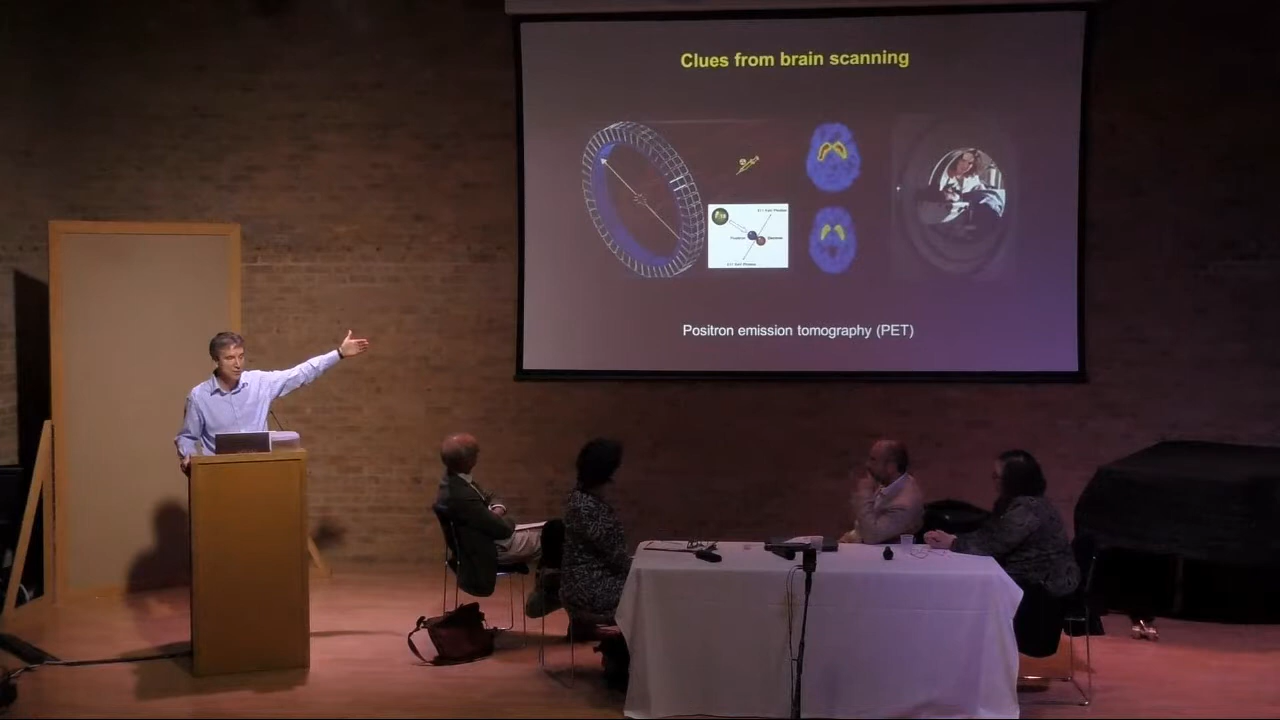 Clues from brain scanning
Positron emission tomography (PET)